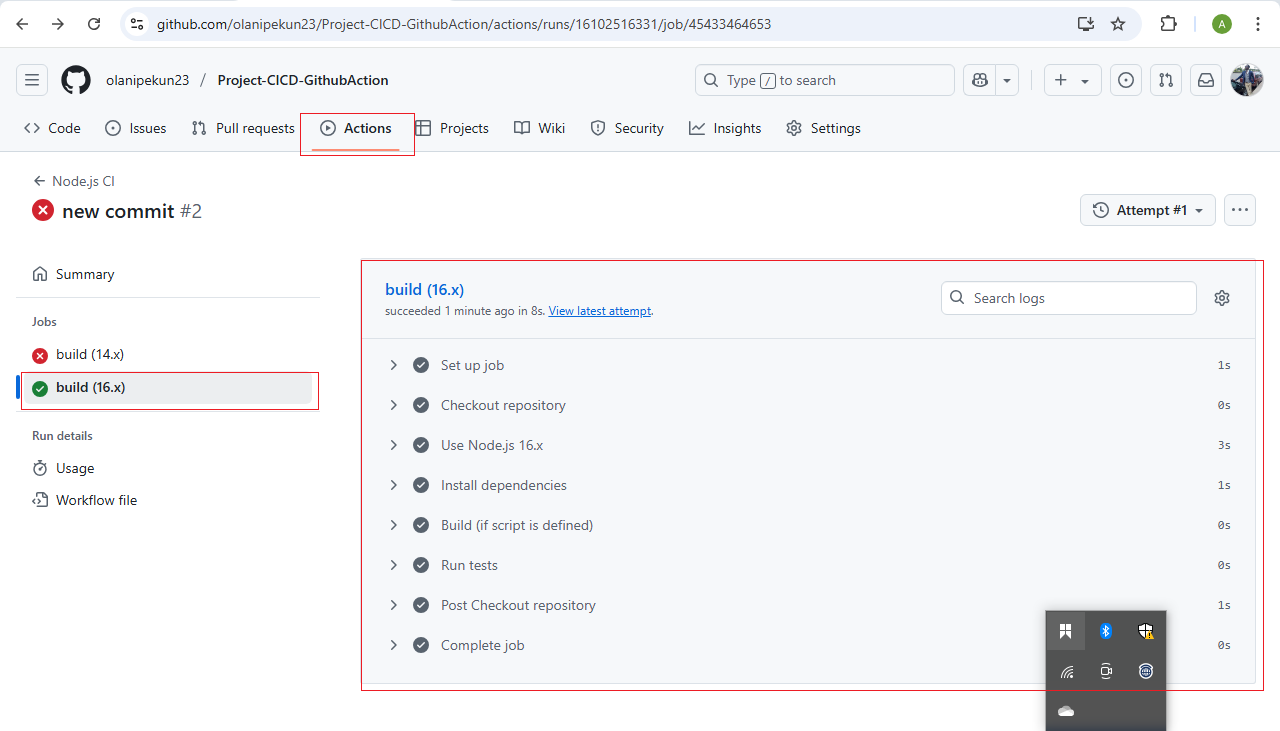 github.com/olanipekun23/Project-CICD-GithubAction/actions/runs/16102516331/job/45433464653
A
olanipekun23 / Project-CICD-GithubAction
Type / to search
Code Issues Pull requests Actions Projects Wiki Security Insights Settings
Node.js CI
new commit #2
Attempt #1
Summary
Jobs
build (14.x)
build (16.x)
Run details
Usage
Workflow file
build (16.x)
succeeded 1 minute ago in 8s. View latest attempt.
Search logs
Set up job 1s
Checkout repository 0s
Use Node.js 16.x 3s
Install dependencies 1s
Build (if script is defined) 0s
Run tests 0s
Post Checkout repository 1s
Complete job 0s